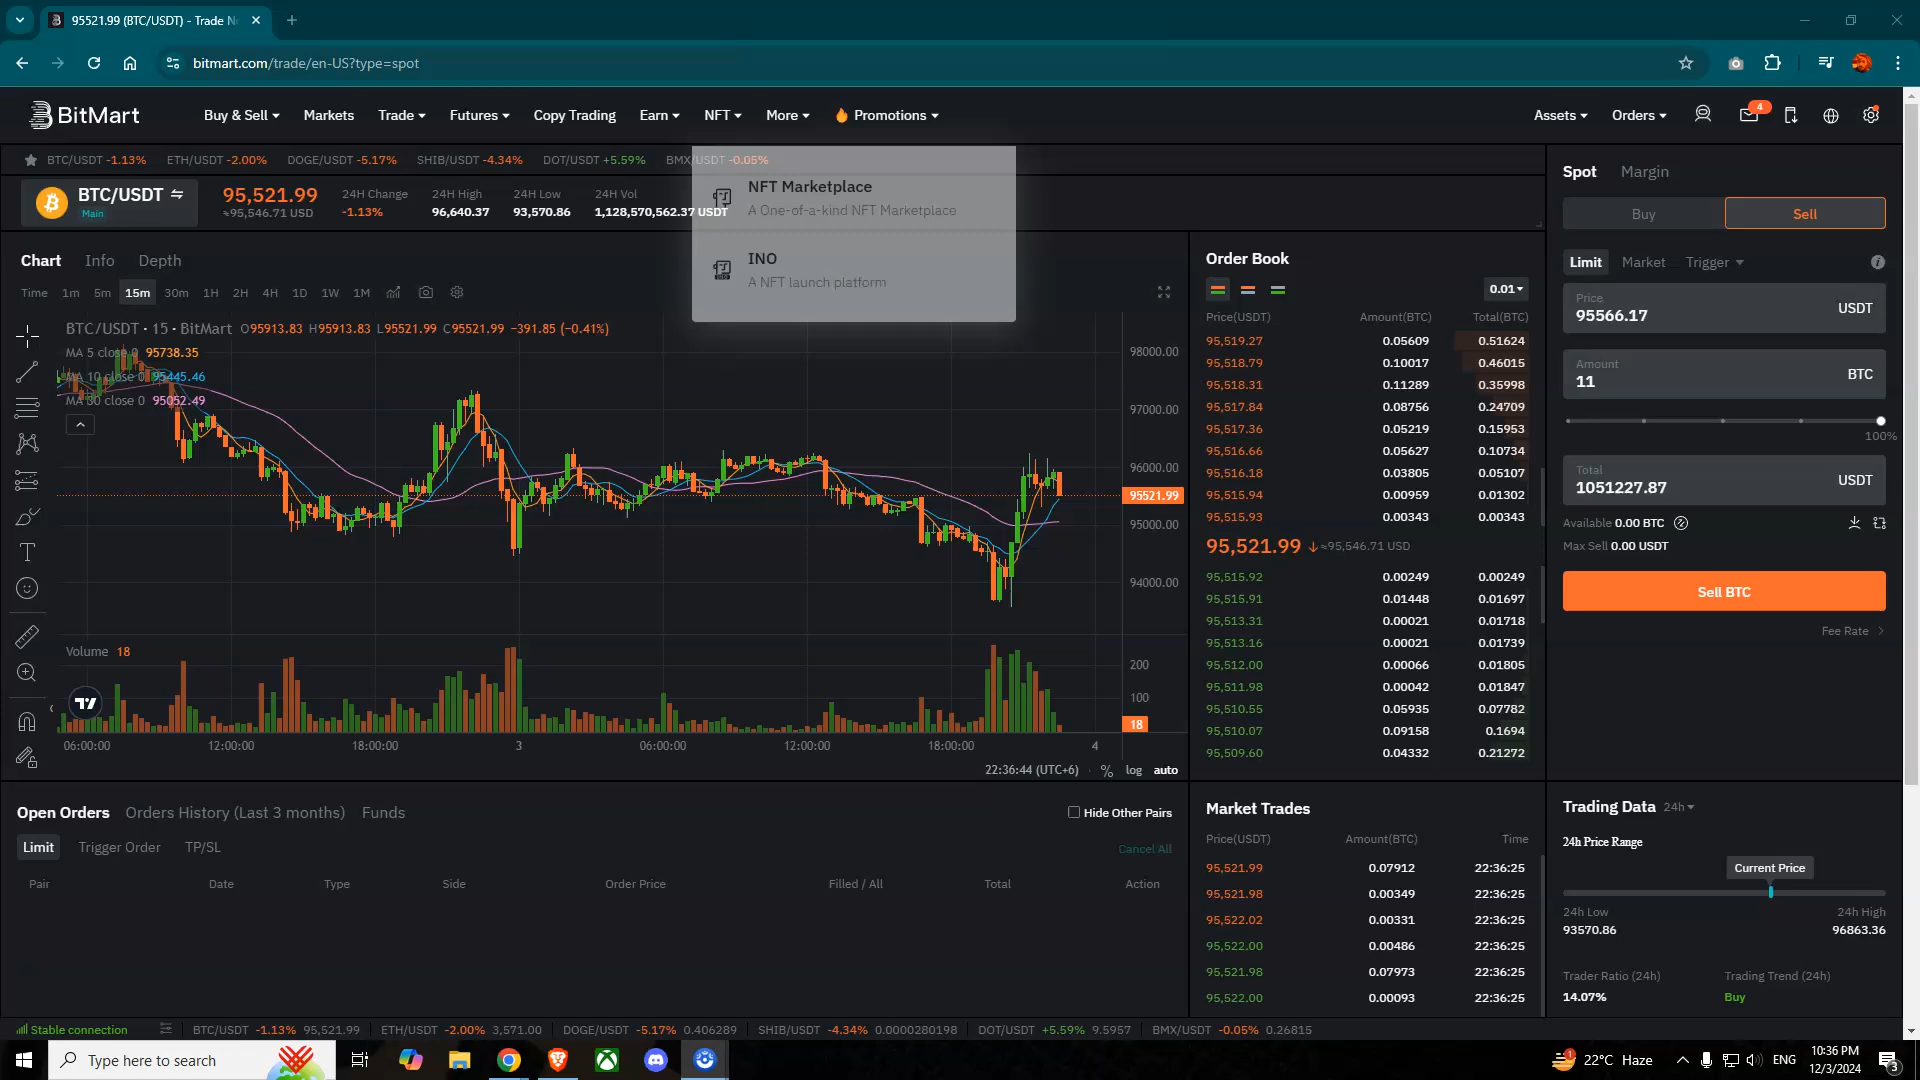 95521.99 (BTC/USDT) - Trade N
bitmart.com/trade/en-US?type=spot
BitMart
Buy & Sell
Markets
Trade
Futures
Copy Trading
Earn
NFT
More
Promotions
Assets
Orders
4
BTC/USDT -1.13%
ETH/USDT -2.00%
DOGE/USDT -5.17%
SHIB/USDT -4.34%
DOT/USDT +5.59%
BMX/USDT -0.05%
BTC/USDT
Main
95,521.99
≈95,546.71 USD
24H Change
-1.13%
24H High
96,640.37
24H Low
93,570.86
24H Vol
1,128,570,562.37 USDT
NFT Marketplace
A One-of-a-kind NFT Marketplace
INO
A NFT launch platform
Chart
Info
Depth
Time
1m
5m
15m
30m
1H
2H
4H
1D
1W
1M
BTC/USDT · 15 · BitMart O95913.83 H95913.83 L95521.99 C95521.99 -391.85 (-0.41%)
MA 5 close 0 95738.35
MA 10 close 0 95445.46
MA 30 close 0 95052.49
98000.00
97000.00
96000.00
95521.99
95000.00
94000.00
Volume 18
200
100
18
06:00:00
12:00:00
18:00:00
3
06:00:00
12:00:00
18:00:00
4
22:36:44 (UTC+6)
%
log
auto
Order Book
0.01
Price(USDT) Amount(BTC) Total(BTC)
95,519.27 0.05609 0.51624
95,518.79 0.10017 0.46015
95,518.31 0.11289 0.35998
95,517.84 0.08756 0.24709
95,517.36 0.05219 0.15953
95,516.66 0.05627 0.10734
95,516.18 0.03805 0.05107
95,515.94 0.00959 0.01302
95,515.93 0.00343 0.00343
95,521.99 ↓ ≈95,546.71 USD
95,515.92 0.00249 0.00249
95,515.91 0.01448 0.01697
95,513.31 0.00021 0.01718
95,513.16 0.00021 0.01739
95,512.00 0.00066 0.01805
95,511.98 0.00042 0.01847
95,510.55 0.05935 0.07782
95,510.07 0.09158 0.1694
95,509.60 0.04332 0.21272
Spot
Margin
Buy
Sell
Limit
Market
Trigger
Price
95566.17
USDT
Amount
11
BTC
100%
Total
1051227.87
USDT
Available 0.00 BTC
Max Sell 0.00 USDT
Sell BTC
Fee Rate
Open Orders
Orders History (Last 3 months)
Funds
Hide Other Pairs
Limit
Trigger Order
TP/SL
Cancel All
Pair
Date
Type
Side
Order Price
Filled / All
Total
Action
Market Trades
Price(USDT) Amount(BTC) Time
95,521.99 0.07912 22:36:25
95,521.98 0.00349 22:36:25
95,522.02 0.00331 22:36:25
95,522.00 0.00486 22:36:25
95,521.98 0.07973 22:36:25
95,522.00 0.00093 22:36:25
Trading Data 24h
24h Price Range
Current Price
24h Low
24h High
93570.86
96863.36
Trader Ratio (24h)
Trading Trend (24h)
14.07%
Buy
Stable connection
BTC/USDT -1.13% 95,521.99
ETH/USDT -2.00% 3,571.00
DOGE/USDT -5.17% 0.406289
SHIB/USDT -4.34% 0.0000280198
DOT/USDT +5.59% 9.5957
BMX/USDT -0.05% 0.26815
Type here to search
1
22°C Haze
ENG
10:36 PM
12/3/2024
3